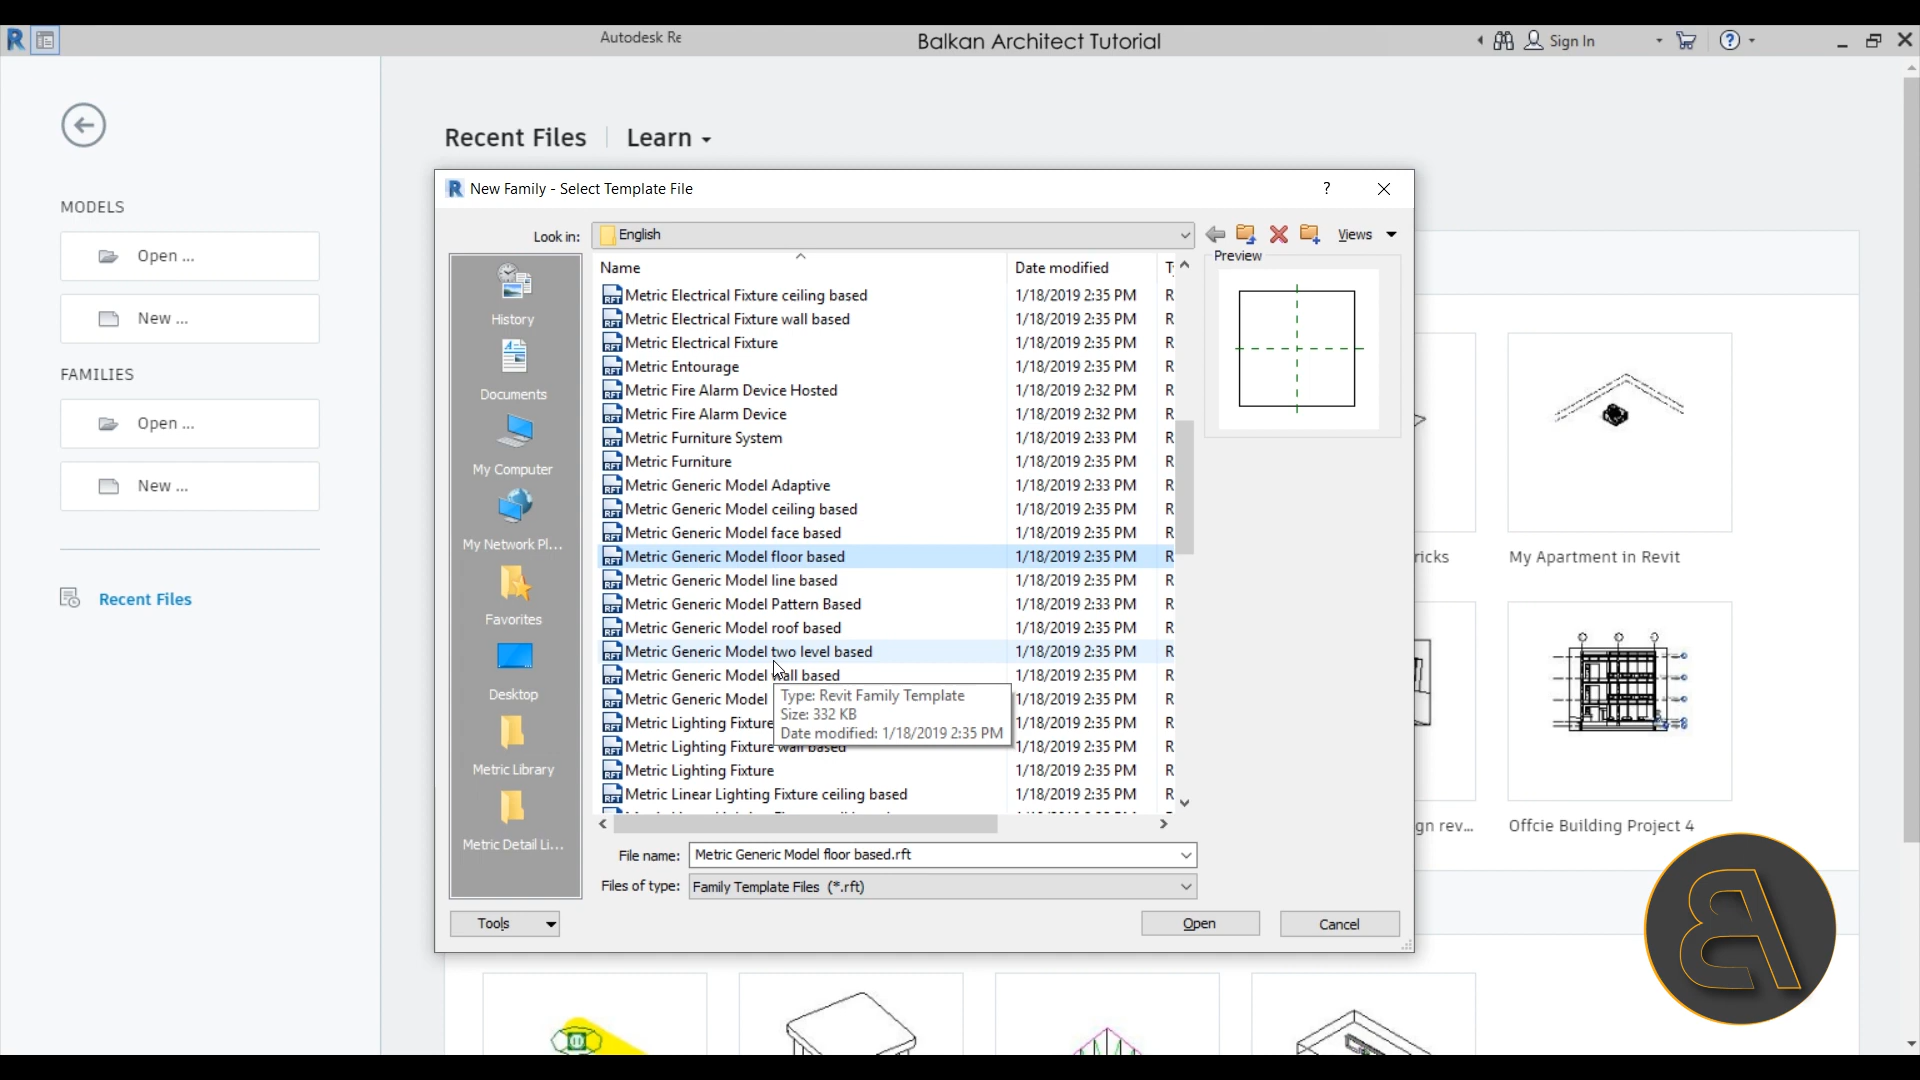 Autodesk Re
Balkan Architect Tutorial
Sign In
Recent Files
Learn
MODELS
Open ...
New ...
FAMILIES
Open ...
New ...
Recent Files
New Family - Select Template File
?
Look in:
English
Views
History
Documents
My Computer
My Network Pl...
Favorites
Desktop
Metric Library
Metric Detail Li...
Name
Date modified
Metric Electrical Fixture ceiling based 1/18/2019 2:35 PM R
Metric Electrical Fixture wall based 1/18/2019 2:35 PM R
Metric Electrical Fixture 1/18/2019 2:35 PM R
Metric Entourage 1/18/2019 2:35 PM R
Metric Fire Alarm Device Hosted 1/18/2019 2:32 PM R
Metric Fire Alarm Device 1/18/2019 2:32 PM R
Metric Furniture System 1/18/2019 2:33 PM R
Metric Furniture 1/18/2019 2:35 PM R
Metric Generic Model Adaptive 1/18/2019 2:33 PM R
Metric Generic Model ceiling based 1/18/2019 2:35 PM R
Metric Generic Model face based 1/18/2019 2:35 PM R
Metric Generic Model floor based 1/18/2019 2:35 PM R
Metric Generic Model line based 1/18/2019 2:35 PM R
Metric Generic Model Pattern Based 1/18/2019 2:33 PM R
Metric Generic Model roof based 1/18/2019 2:35 PM R
Metric Generic Model two level based 1/18/2019 2:35 PM R
Metric Generic Model wall based 1/18/2019 2:35 PM R
Metric Generic Model 1/18/2019 2:35 PM R
Metric Lighting Fixture 1/18/2019 2:35 PM R
Metric Lighting Fixture wall based 1/18/2019 2:35 PM R
Metric Lighting Fixture 1/18/2019 2:35 PM R
Metric Linear Lighting Fixture ceiling based 1/18/2019 2:35 PM R
Type: Revit Family Template
Size: 332 KB
Date modified: 1/18/2019 2:35 PM
Preview
File name:
Metric Generic Model floor based.rft
Files of type:
Family Template Files (*.rft)
Tools
Open
Cancel
ricks
My Apartment in Revit
gn rev...
Offcie Building Project 4